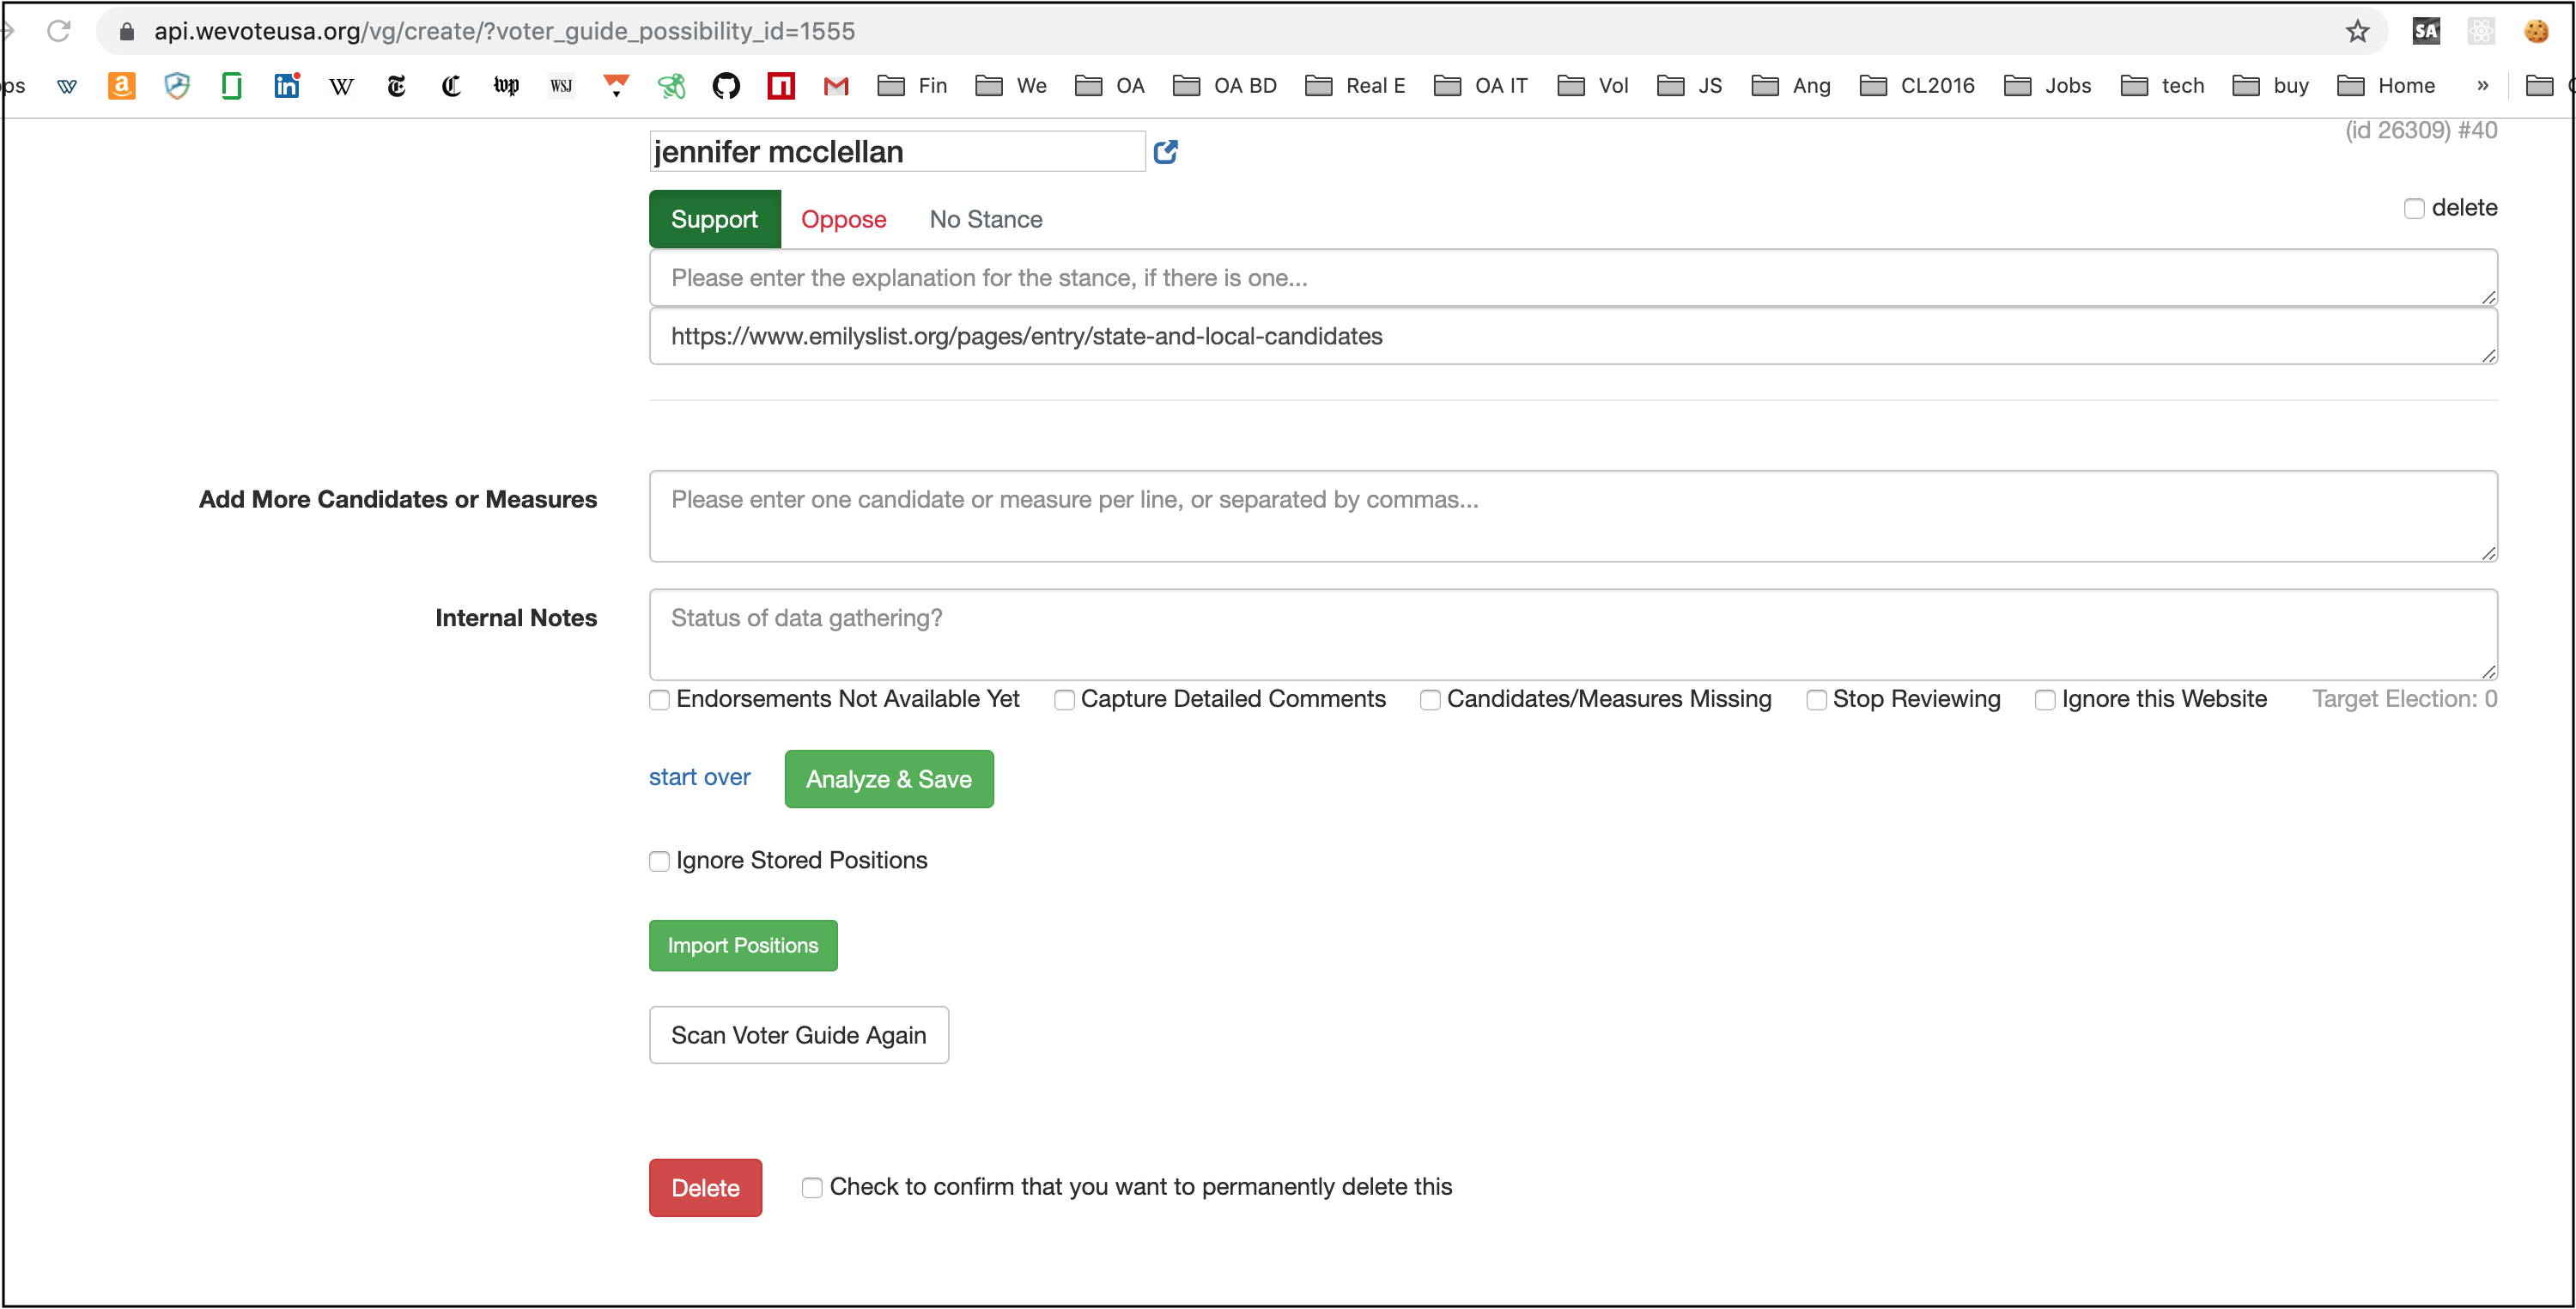 api.wevoteusa.org/vg/create/?voter_guide_possibility_id=1555 SA
ps W a in W T C wp WSJ M Fin We OA OA BD Real E OA IT Vol JS Ang CL2016 Jobs tech buy Home »
(id 26309) #40
jennifer mcclellan
Support Oppose No Stance delete
Please enter the explanation for the stance, if there is one...
https://www.emilyslist.org/pages/entry/state-and-local-candidates
Add More Candidates or Measures Please enter one candidate or measure per line, or separated by commas...
Internal Notes Status of data gathering?
Endorsements Not Available Yet Capture Detailed Comments Candidates/Measures Missing Stop Reviewing Ignore this Website Target Election: 0
start over Analyze & Save
Ignore Stored Positions
Import Positions
Scan Voter Guide Again
Delete Check to confirm that you want to permanently delete this